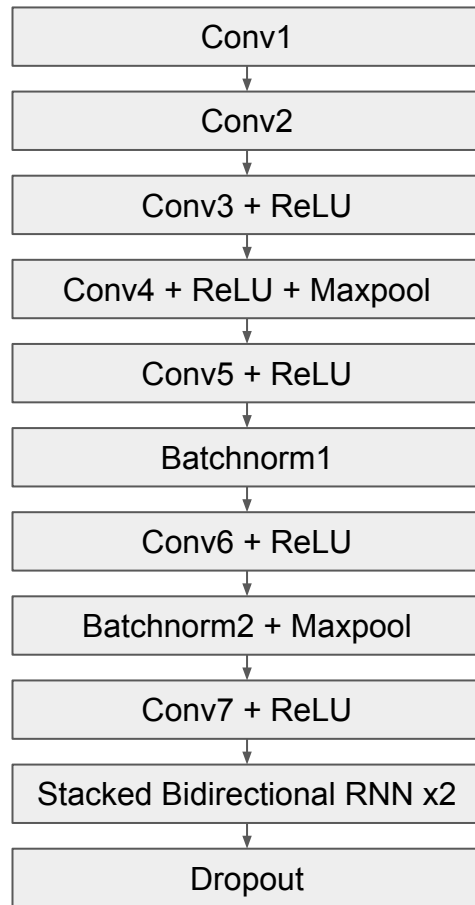 Conv1
Conv2
Conv3 + ReLU
Conv4 + ReLU + Maxpool
Conv5 + ReLU
Batchnorm1
Conv6 + ReLU
Batchnorm2 + Maxpool
Conv7 + ReLU
Stacked Bidirectional RNN x2
Dropout